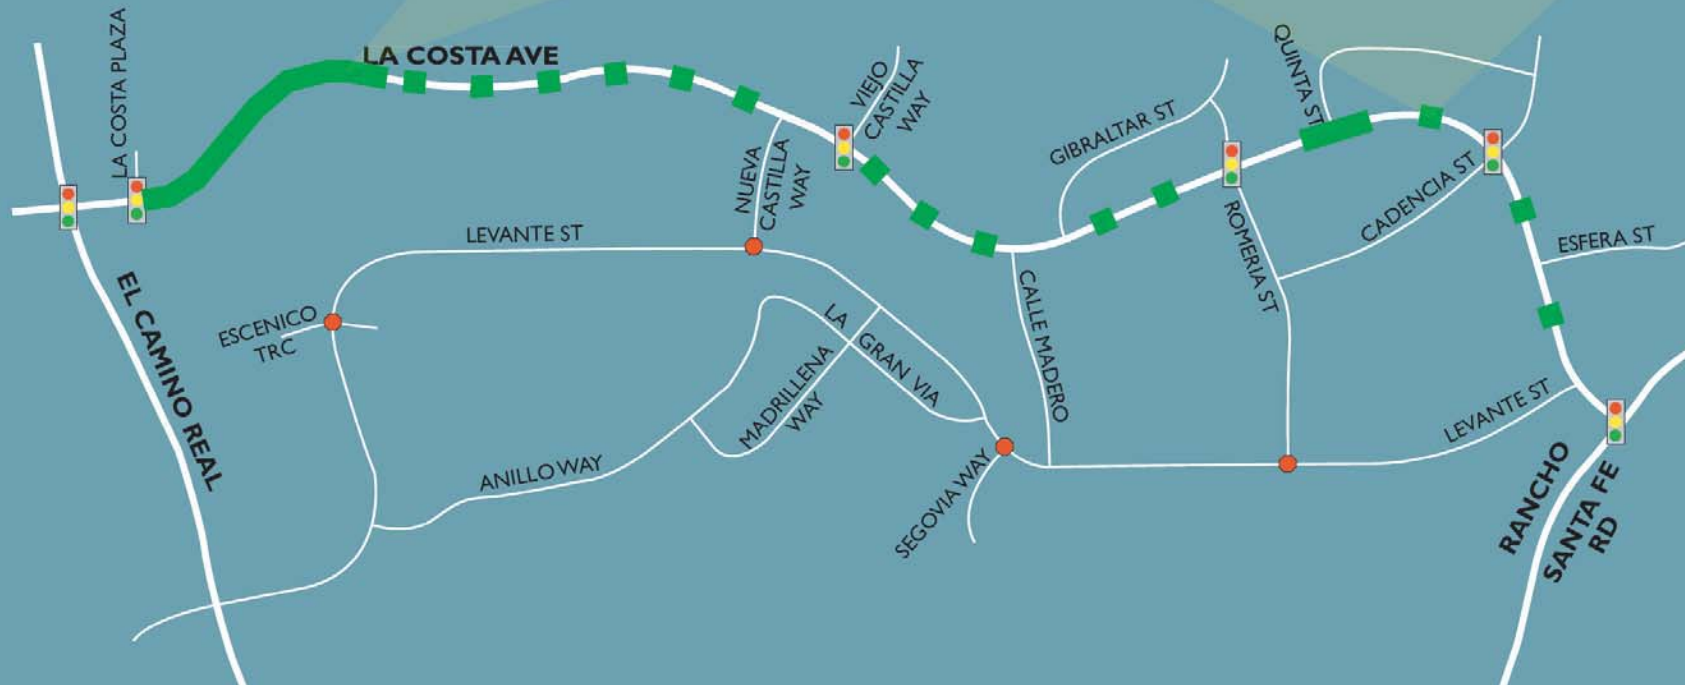 LA COSTA PLAZA
LA COSTA AVE
VIEJO
CASTILLA
WAY
QUINTA ST
GIBRALTAR ST
NUEVA
CASTILLA
WAY
CADENCIA ST
ROMERIA ST
ESFERA ST
LEVANTE ST
EL CAMINO REAL
ESCENICO
TRC
LA GRAN VIA
CALLE MADERO
MADRILLENA
WAY
LEVANTE ST
ANILLO WAY
SEGOVIA WAY
RANCHO
SANTA FE
RD